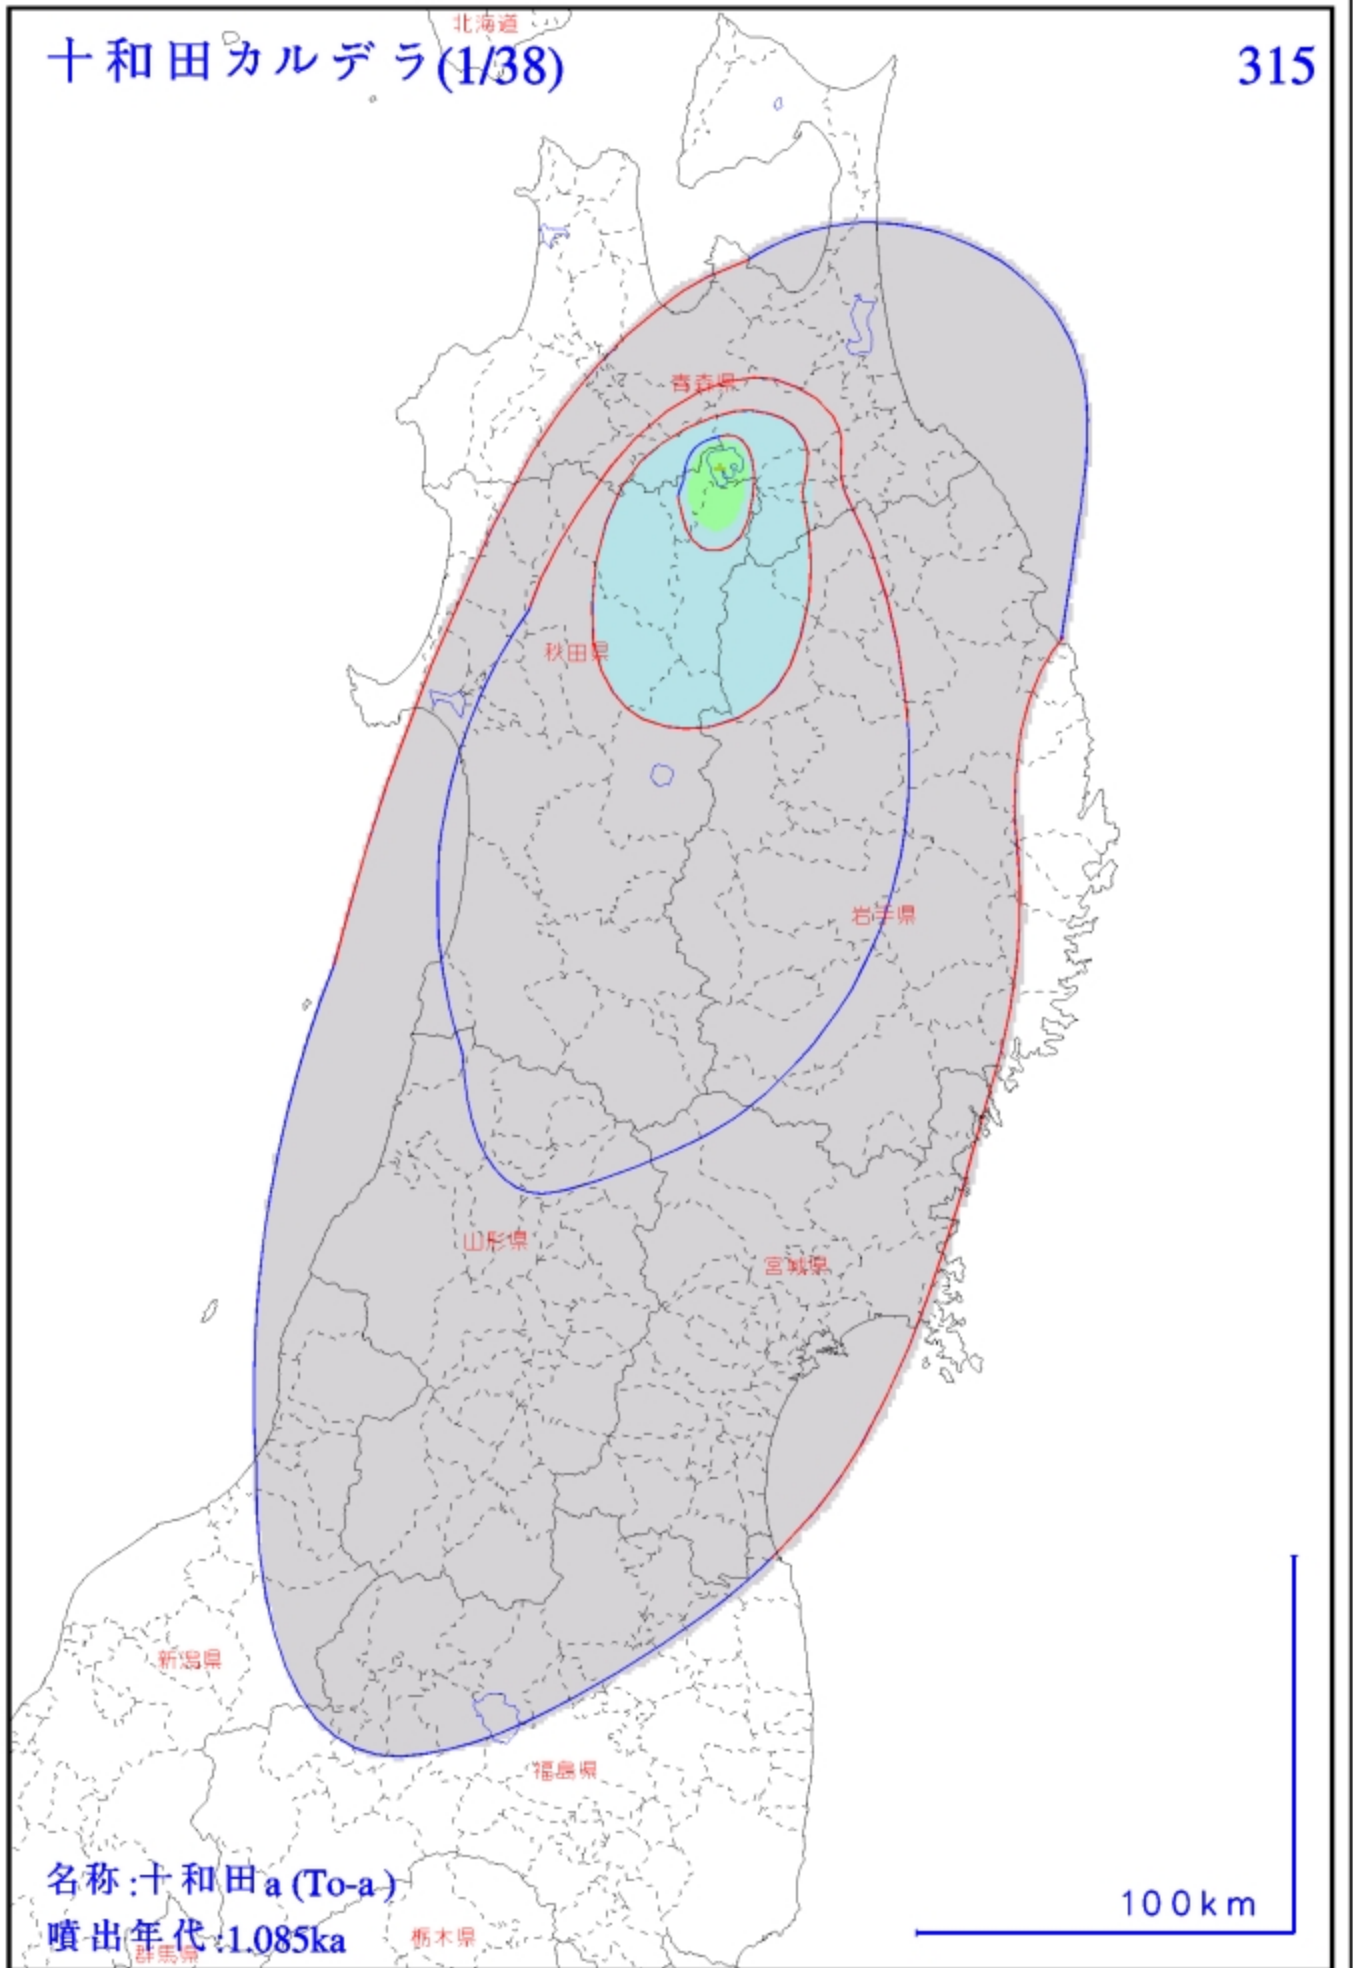 北海道
十和田カルデラ(1/38)
315
青森県
秋田県
岩手県
山形県
宮城県
新潟県
福島県
100km
名称:十和田a (To-a )
噴出年代:1.085ka
栃木県
群馬県